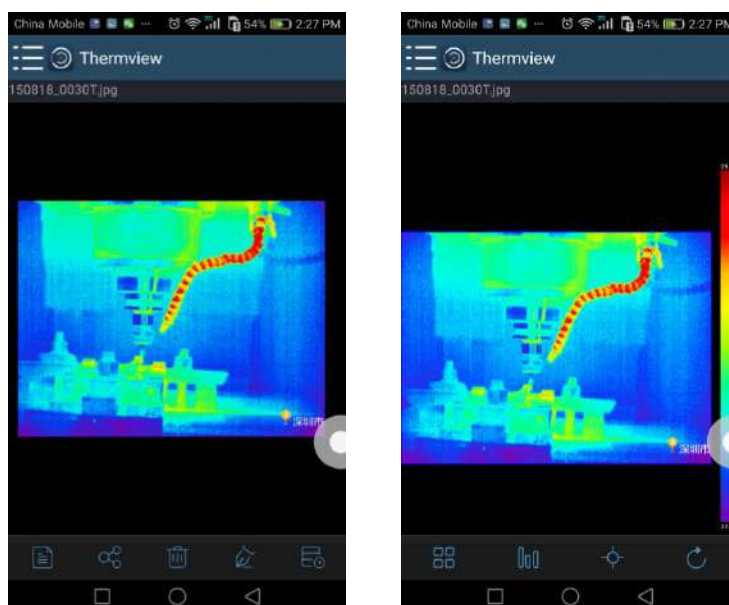 China Mobile 54% 2:27 PM
Thermview
150818_0030T.jpg
深圳市
China Mobile 54% 2:27 PM
Thermview
150818_0030T.jpg
深圳市